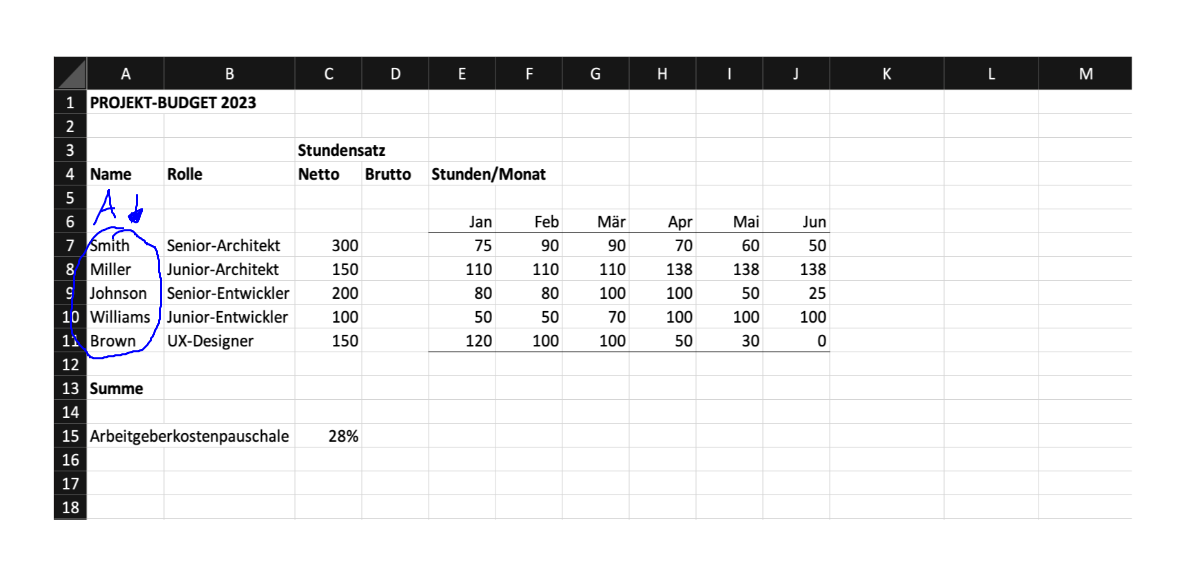 A B C D E F G H I J K L M
1 PROJEKT-BUDGET 2023
2
3 Stundensatz
4 Name Rolle Netto Brutto Stunden/Monat
5
A
6 Jan Feb Mär Apr Mai Jun
7 Smith Senior-Architekt 300 75 90 90 70 60 50
8 Miller Junior-Architekt 150 110 110 110 138 138 138
9 Johnson Senior-Entwickler 200 80 80 100 100 50 25
10 Williams Junior-Entwickler 100 50 50 70 100 100 100
11 Brown UX-Designer 150 120 100 100 50 30 0
12
13 Summe
14
15 Arbeitgeberkostenpauschale 28%
16
17
18